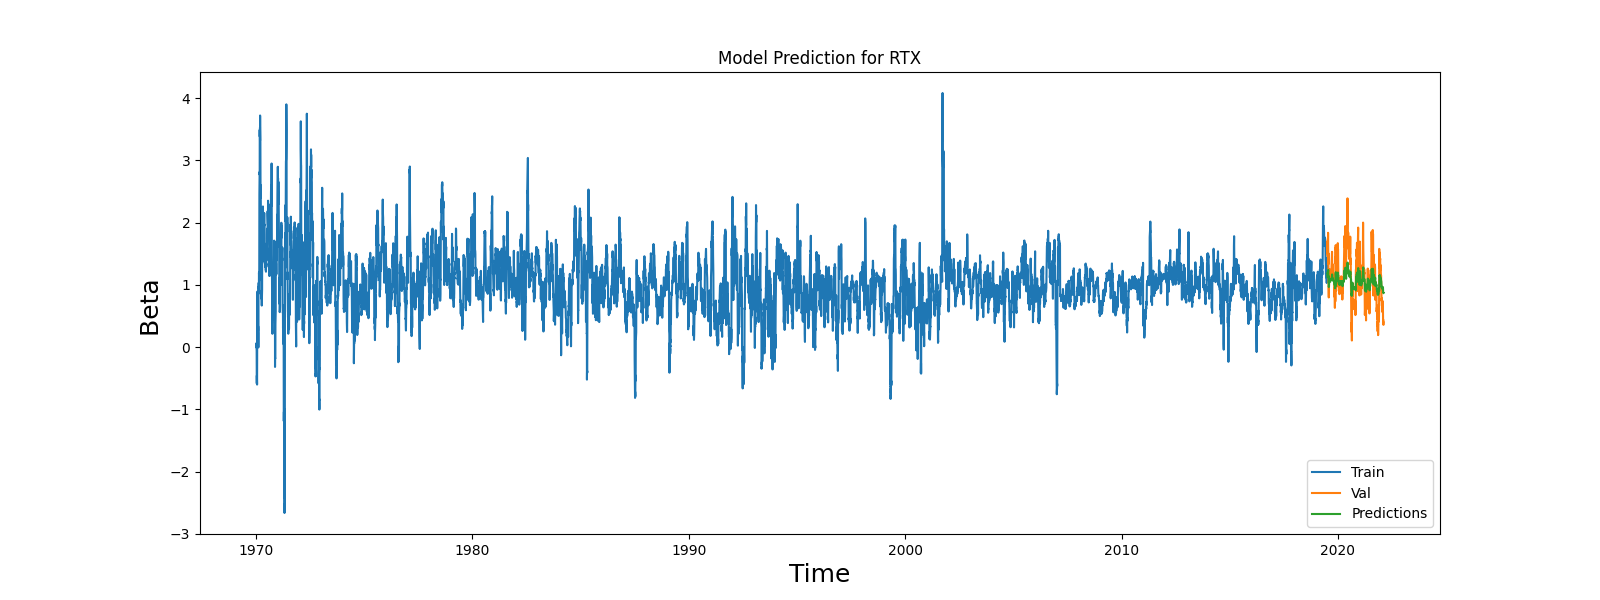 Model Prediction for RTX
4
3
2
1
0
−1
−2
−3
Beta
1970 1980 1990 2000 2010 2020
Time
Train
Val
Predictions